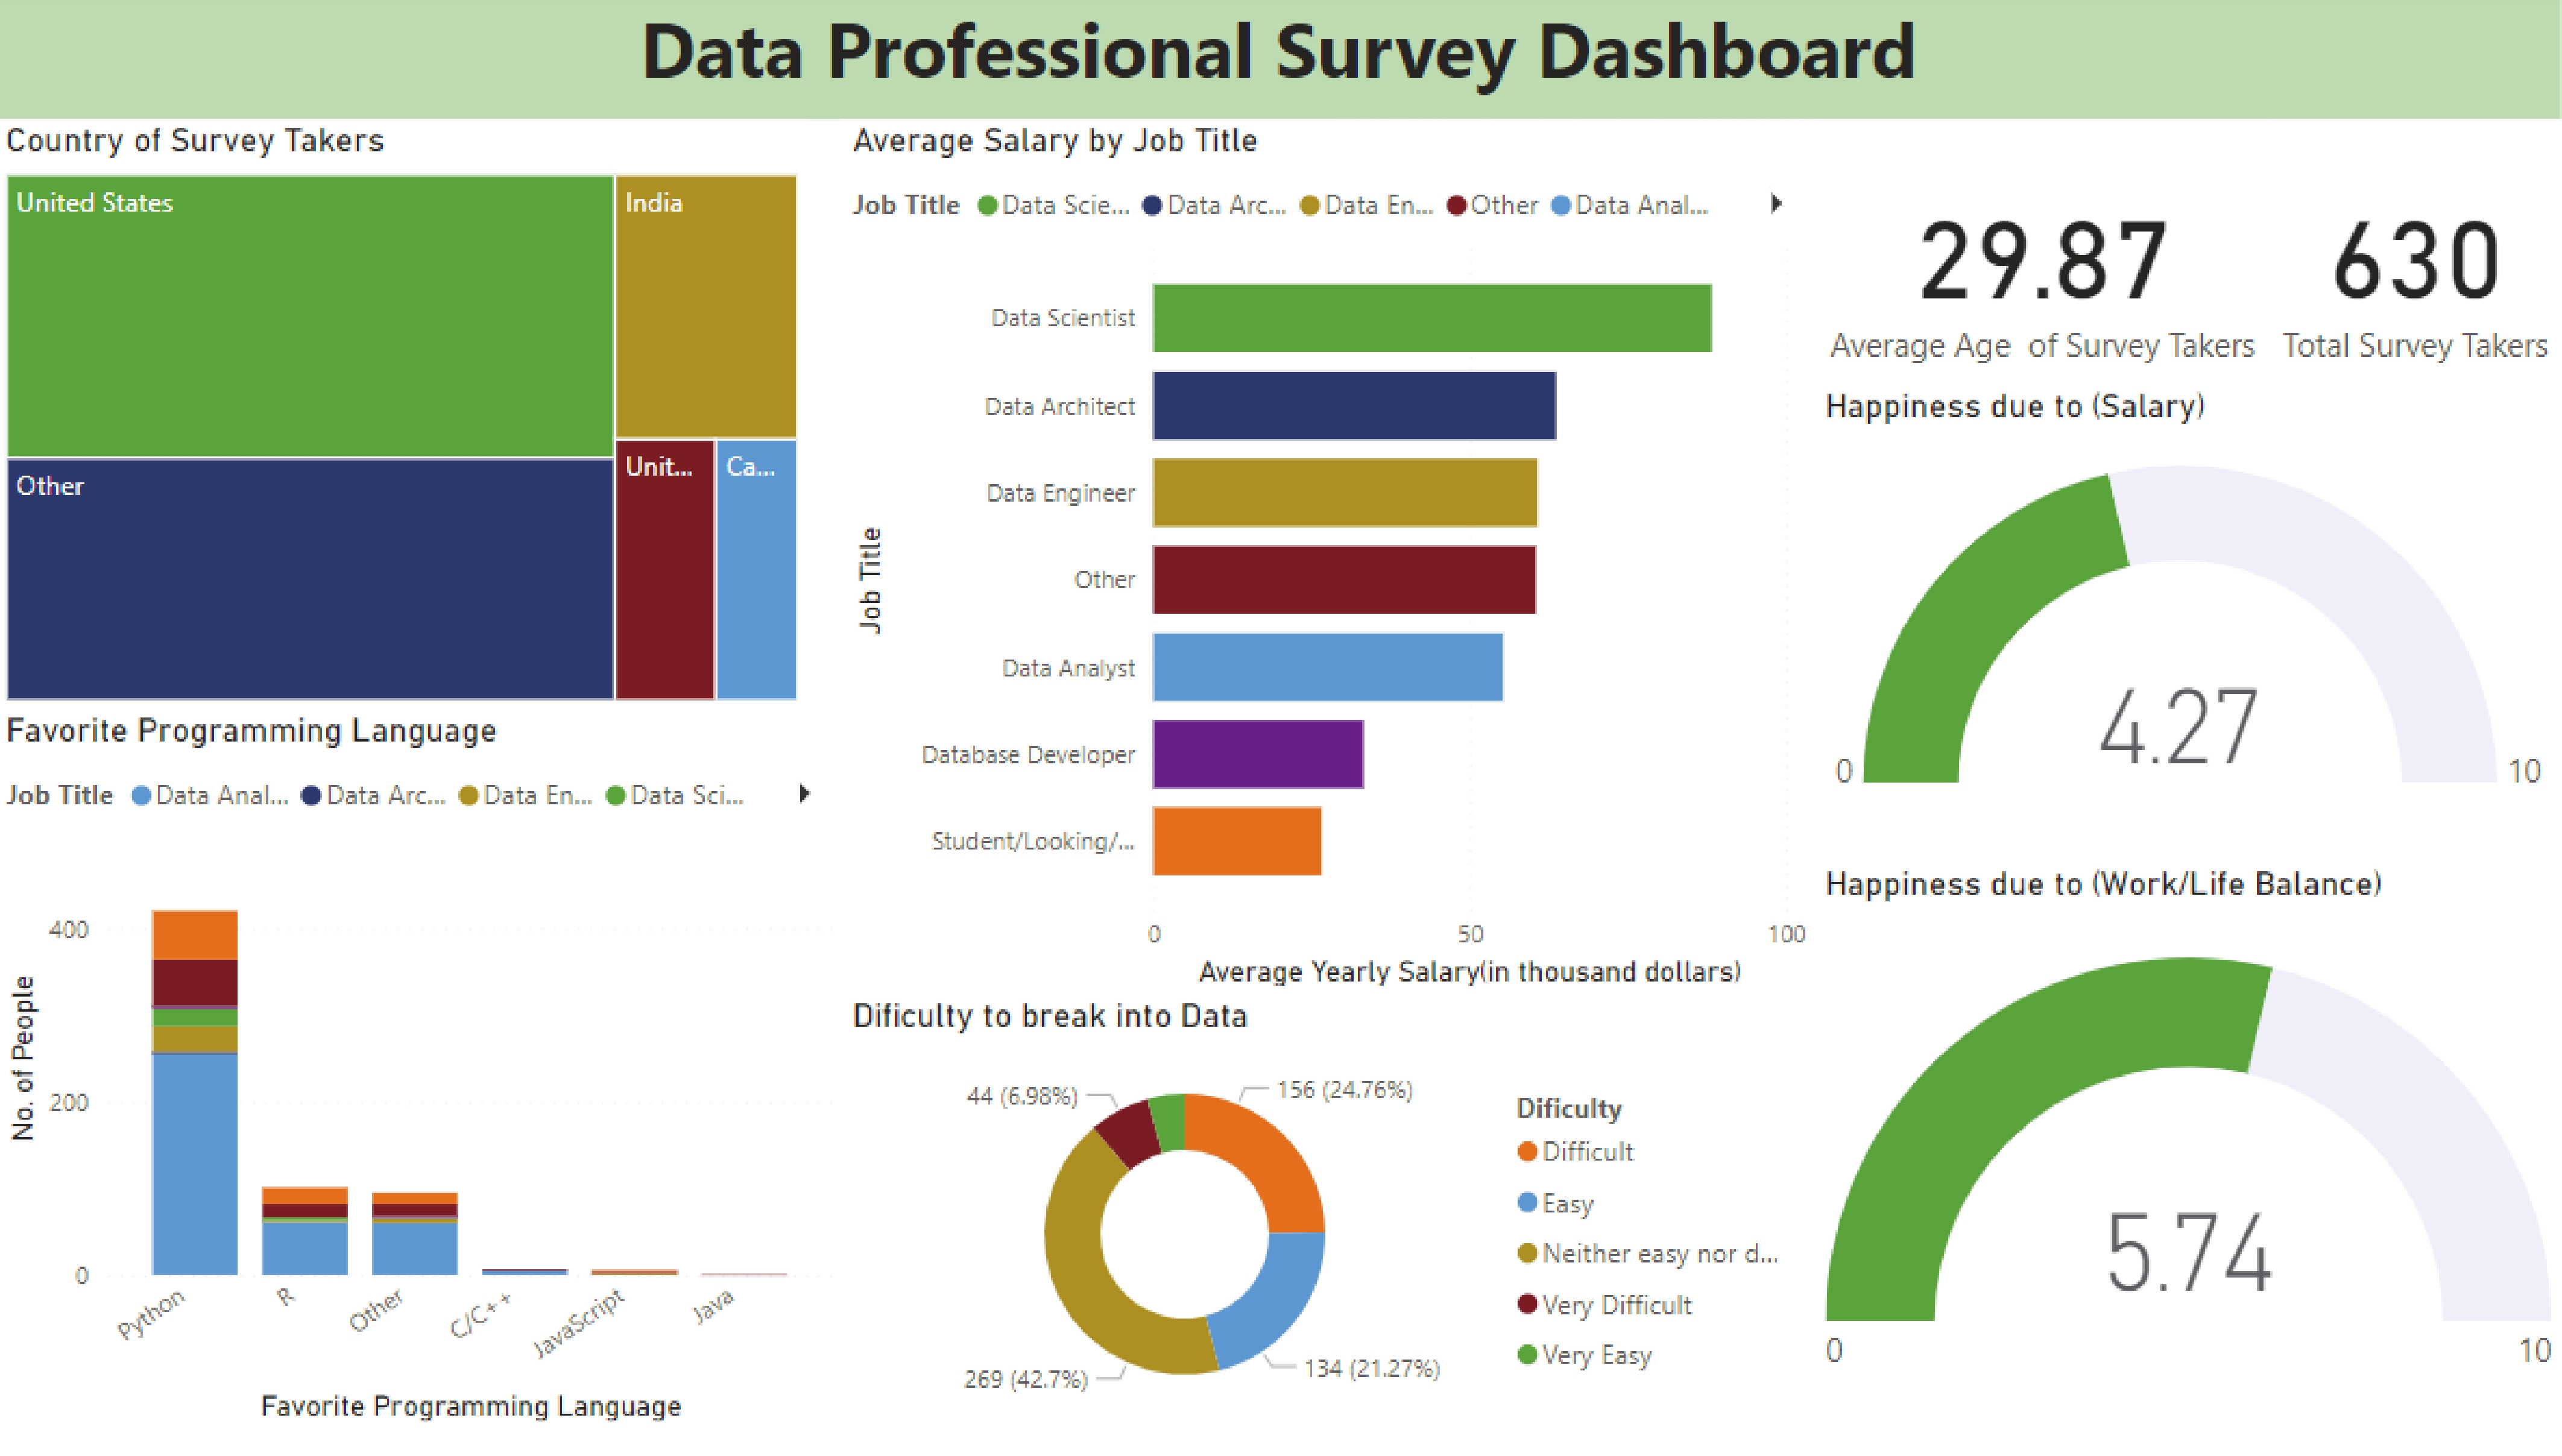 Data Professional Survey Dashboard
Country of Survey Takers
United States
India
Other
Unit...
Ca...
Favorite Programming Language
Job Title Data Anal... Data Arc... Data En... Data Sci...
No. of People
400
200
0
Python
R
Other
C/C++
JavaScript
Java
Favorite Programming Language
Average Salary by Job Title
Job Title Data Scie... Data Arc... Data En... Other Data Anal...
Job Title
Data Scientist
Data Architect
Data Engineer
Other
Data Analyst
Database Developer
Student/Looking/...
0 50 100
Average Yearly Salary(in thousand dollars)
Dificulty to break into Data
44 (6.98%)
156 (24.76%)
269 (42.7%)
134 (21.27%)
Dificulty
Difficult
Easy
Neither easy nor d...
Very Difficult
Very Easy
29.87
Average Age of Survey Takers
630
Total Survey Takers
Happiness due to (Salary)
4.27
0
10
Happiness due to (Work/Life Balance)
5.74
0
10